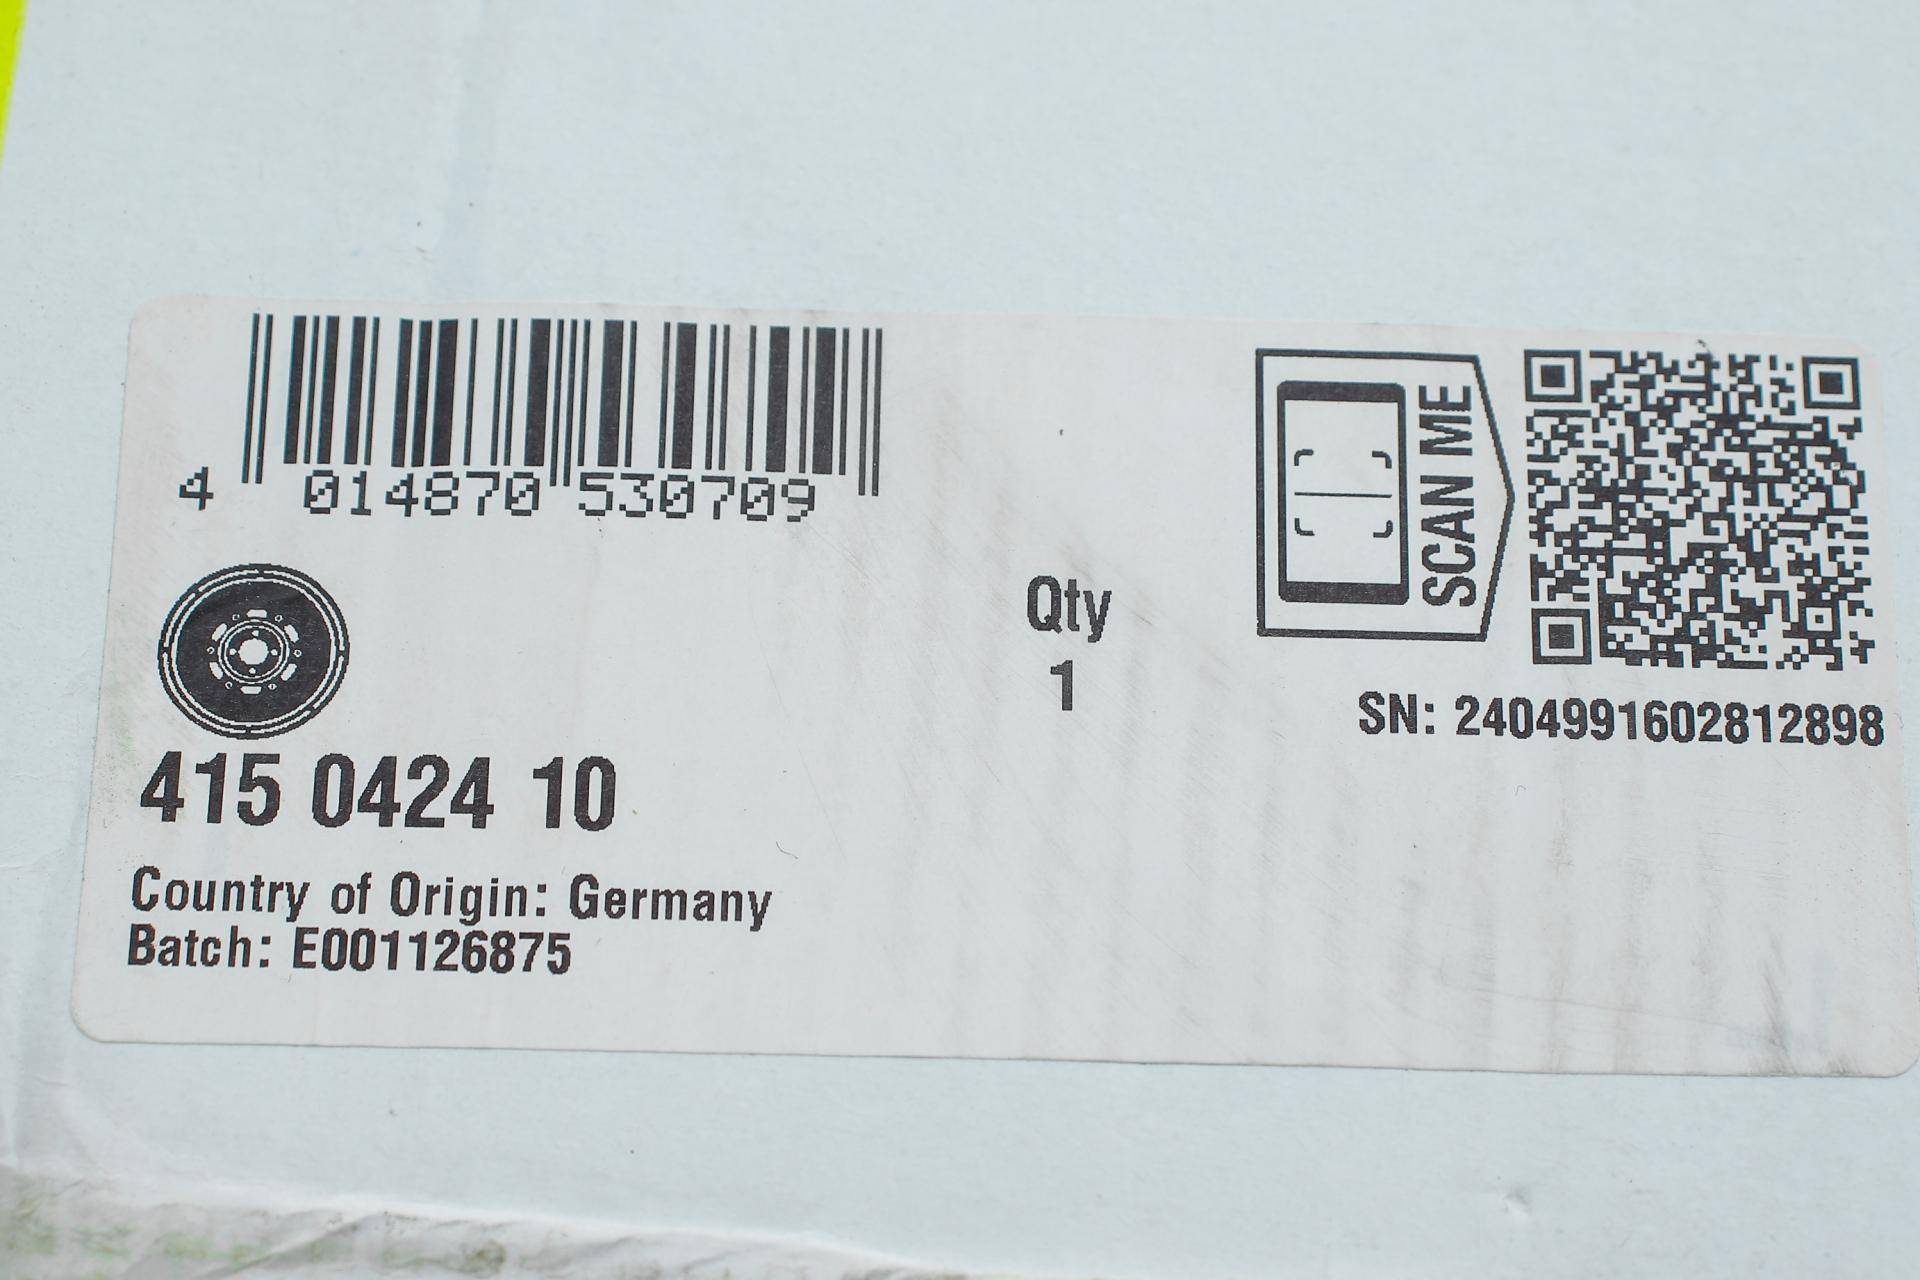 4 014870 530709
SCAN ME
Qty
1
SN: 2404991602812898
415 0424 10
Country of Origin: Germany
Batch: E001126875